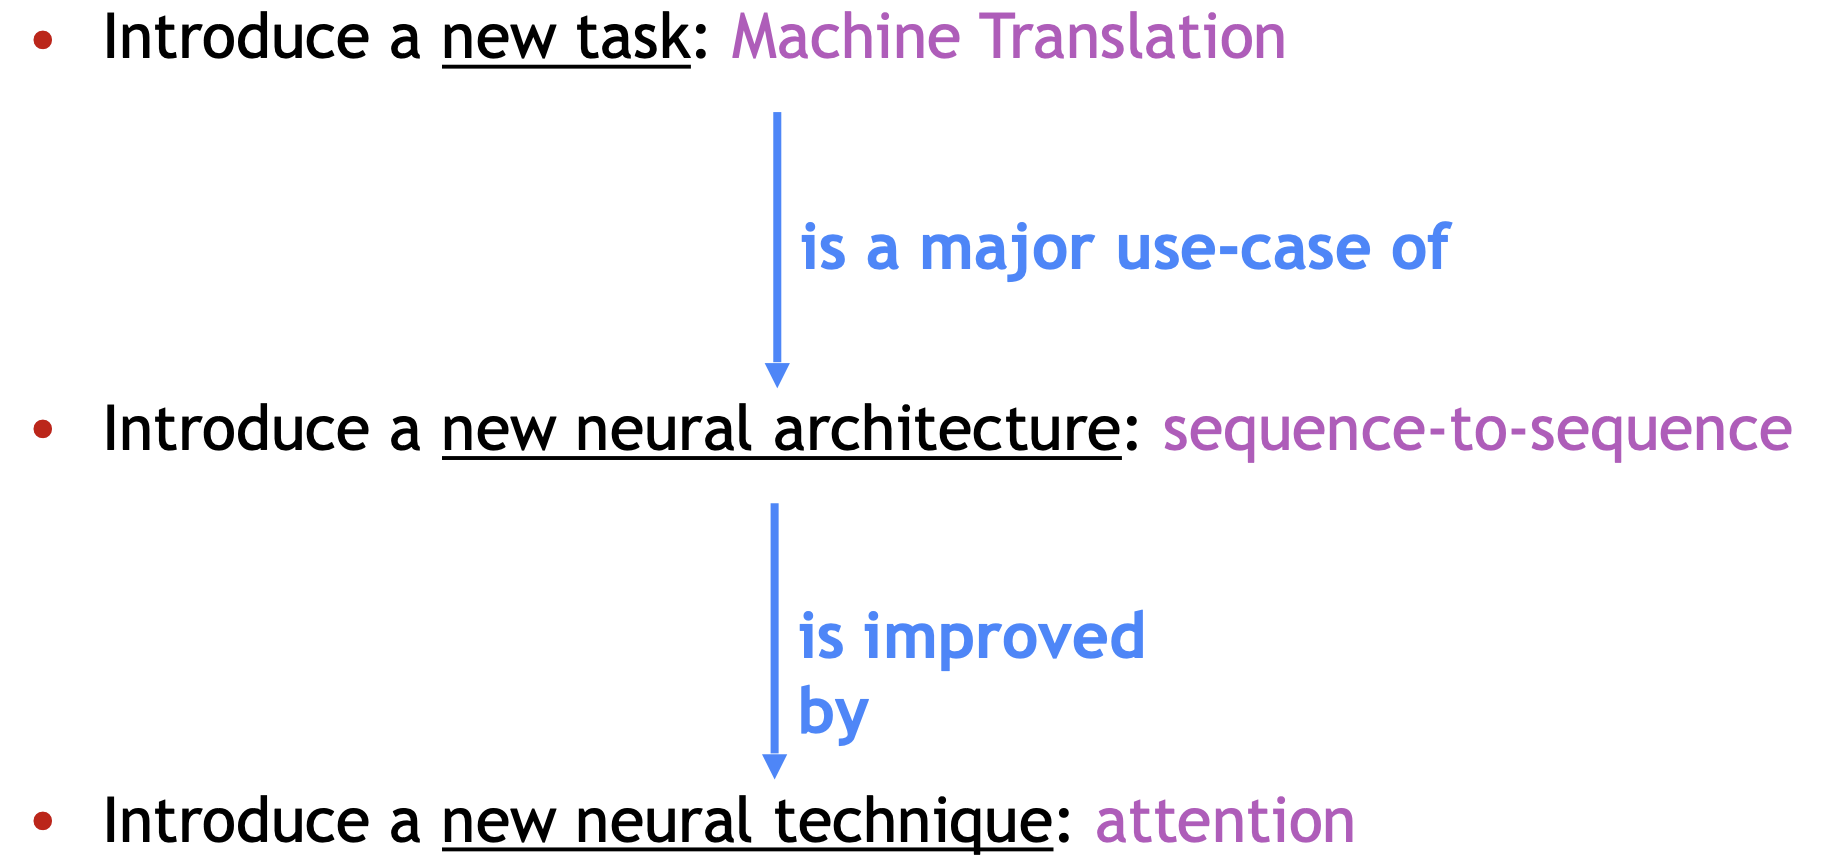 • Introduce a new task: Machine Translation
is a major use-case of
• Introduce a new neural architecture: sequence-to-sequence
is improved
by
• Introduce a new neural technique: attention